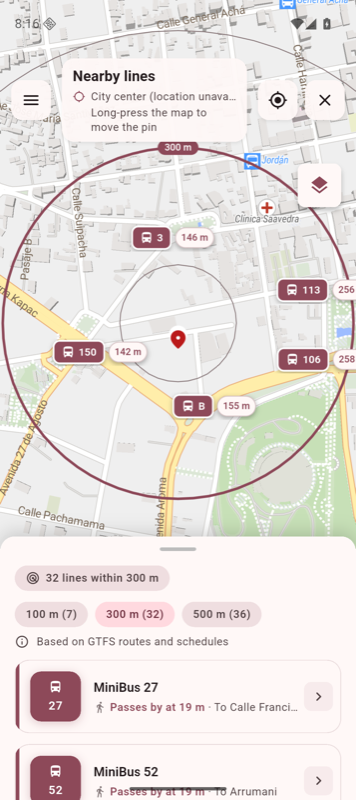 8:16
Calle General Acha
Nearby lines
City center (location unava...
Long-press the map to
move the pin
300 m
Jordán
Calle Suipacha
Clinica Saavedra
Pasaje B
3
146 m
113
256
150
142 m
106
258
B
155 m
Avenida 27 de Agosto
Avenida Aroma
Calle Pachamama
32 lines within 300 m
100 m (7)
300 m (32)
500 m (36)
Based on GTFS routes and schedules
27
MiniBus 27
Passes by at 19 m · To Calle Franci...
52
MiniBus 52
Passes by at 19 m · To Arrumani